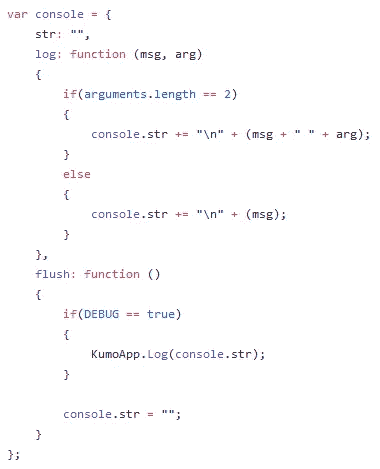 var console = {
    str: "",
    log: function (msg, arg)
    {
        if(arguments.length == 2)
        {
            console.str += "\n" + (msg + " " + arg);
        }
        else
        {
            console.str += "\n" + (msg);
        }
    },
    flush: function ()
    {
        if(DEBUG == true)
        {
            KumoApp.Log(console.str);
        }

        console.str = "";
    }
};